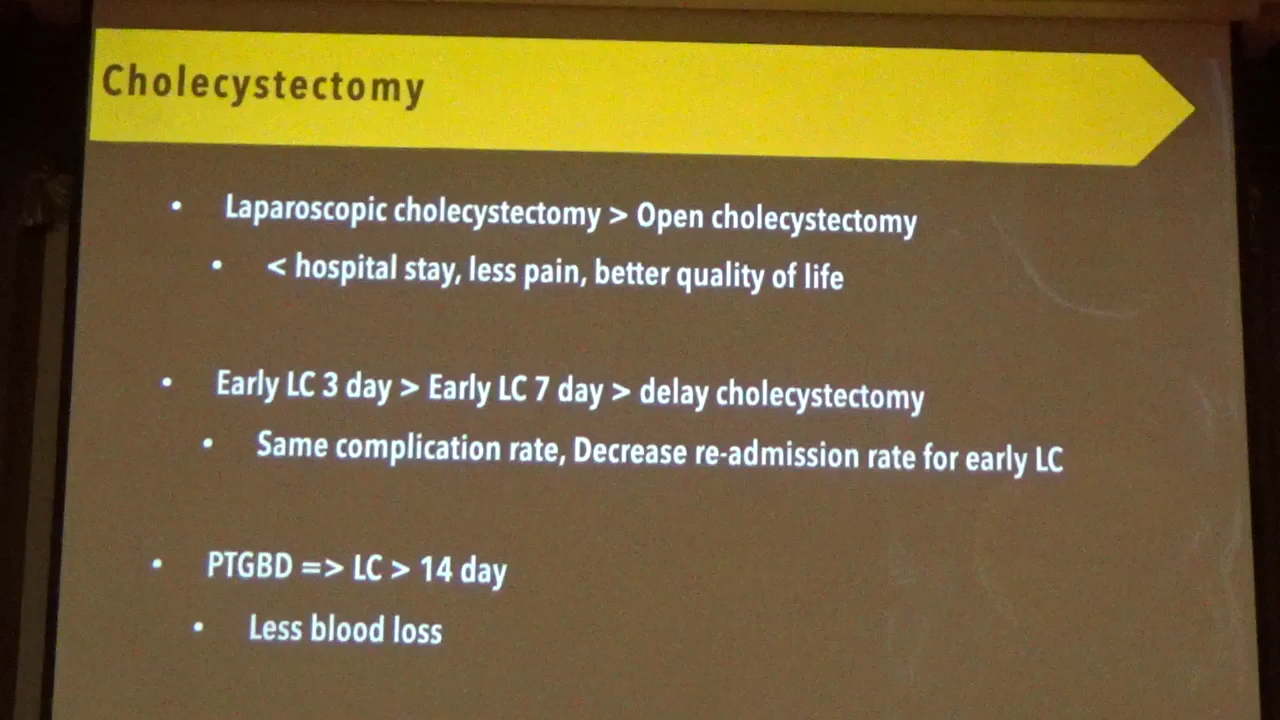 Cholecystectomy
• Laparoscopic cholecystectomy > Open cholecystectomy
• < hospital stay, less pain, better quality of life
• Early LC 3 day > Early LC 7 day > delay cholecystectomy
• Same complication rate, Decrease re-admission rate for early LC
• PTGBD => LC > 14 day
• Less blood loss